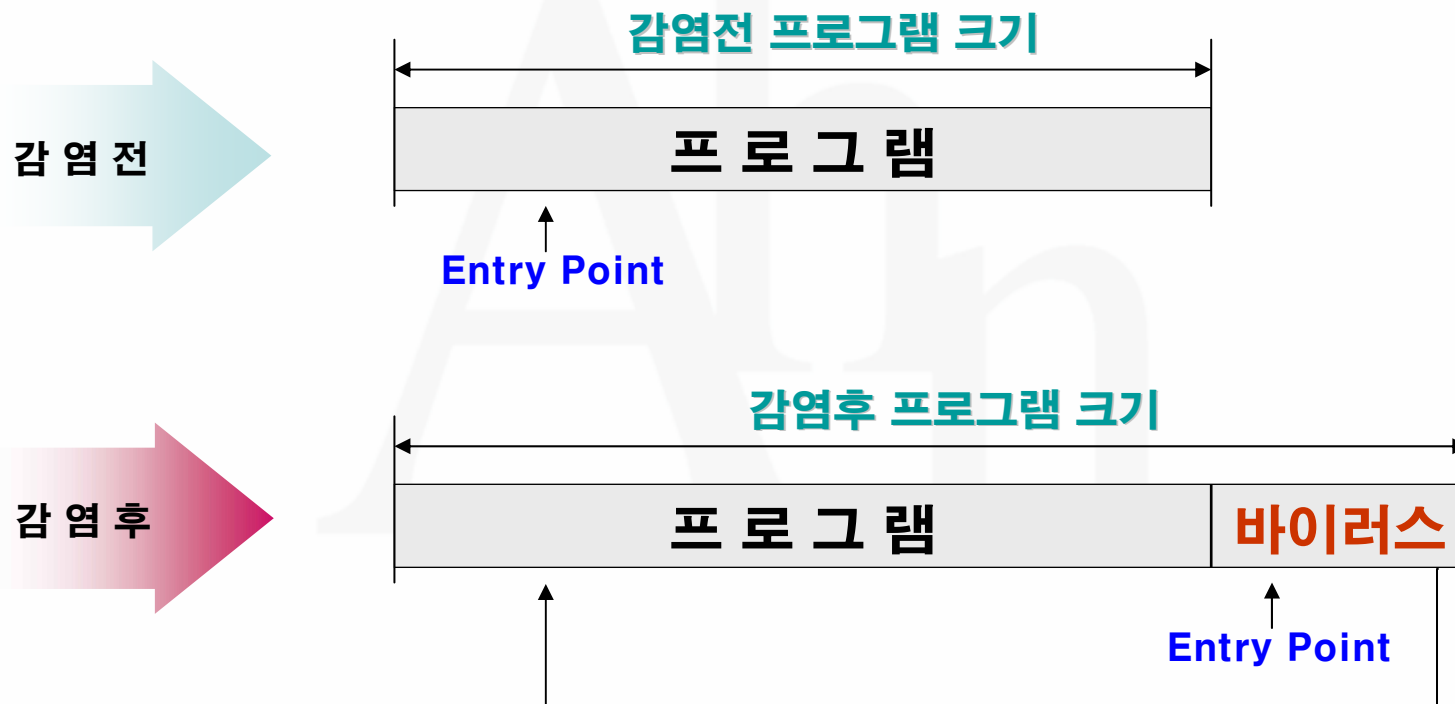 감염전 프로그램 크기
감 염 전
프 로 그 램
Entry Point
감염후 프로그램 크기
감 염 후
프 로 그 램
바이러스
Entry Point
Ahn